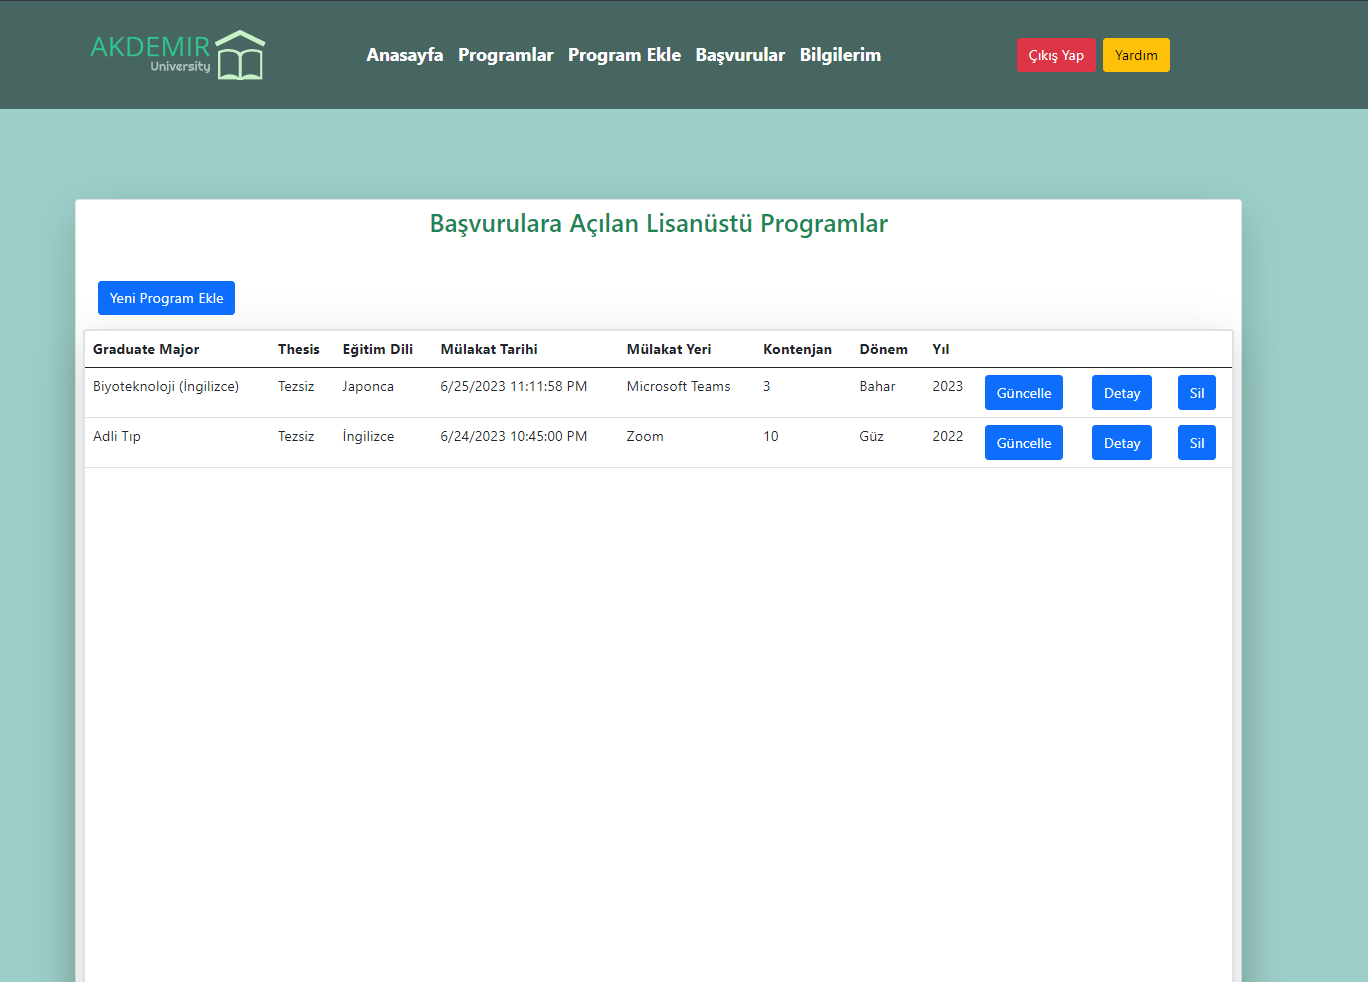 AKDEMIR
University
Anasayfa Programlar Program Ekle Başvurular Bilgilerim
Çıkış Yap Yardım
Başvurulara Açılan Lisanüstü Programlar
Yeni Program Ekle
Graduate Major Thesis Eğitim Dili Mülakat Tarihi Mülakat Yeri Kontenjan Dönem Yıl
Biyoteknoloji (İngilizce) Tezsiz Japonca 6/25/2023 11:11:58 PM Microsoft Teams 3 Bahar 2023 Güncelle Detay Sil
Adli Tıp Tezsiz İngilizce 6/24/2023 10:45:00 PM Zoom 10 Güz 2022 Güncelle Detay Sil